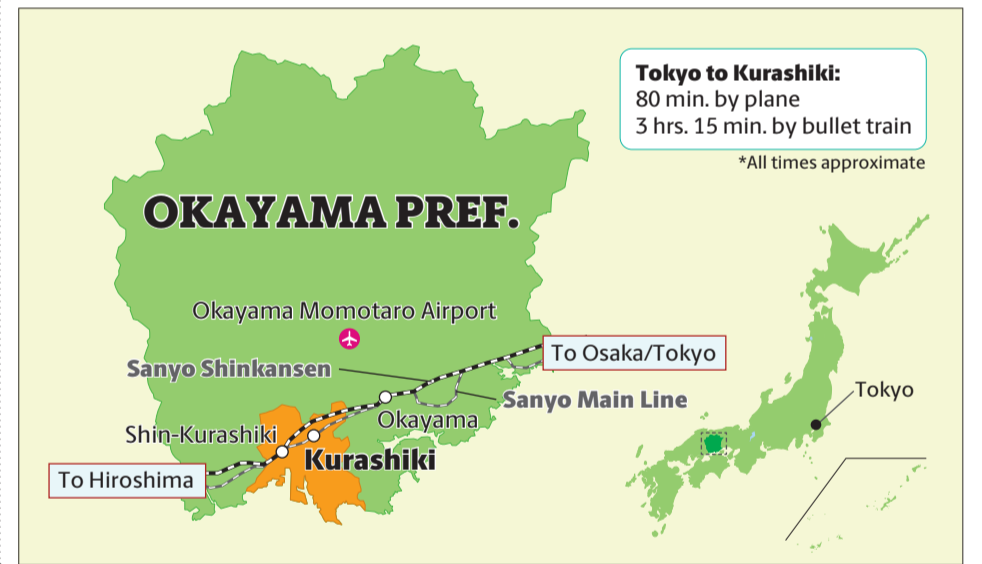 Tokyo to Kurashiki:
80 min. by plane
3 hrs. 15 min. by bullet train
*All times approximate
OKAYAMA PREF.
Okayama Momotaro Airport
To Osaka/Tokyo
Sanyo Shinkansen
Sanyo Main Line
Tokyo
Okayama
Shin-Kurashiki
Kurashiki
To Hiroshima